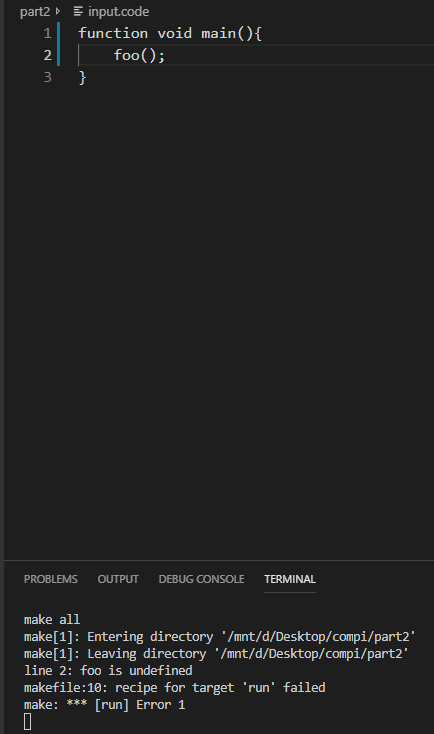 part2 > input.code
1 function void main(){
2 foo();
3 }
PROBLEMS OUTPUT DEBUG CONSOLE TERMINAL
make all
make[1]: Entering directory '/mnt/d/Desktop/compi/part2'
make[1]: Leaving directory '/mnt/d/Desktop/compi/part2'
line 2: foo is undefined
makefile:10: recipe for target 'run' failed
make: *** [run] Error 1